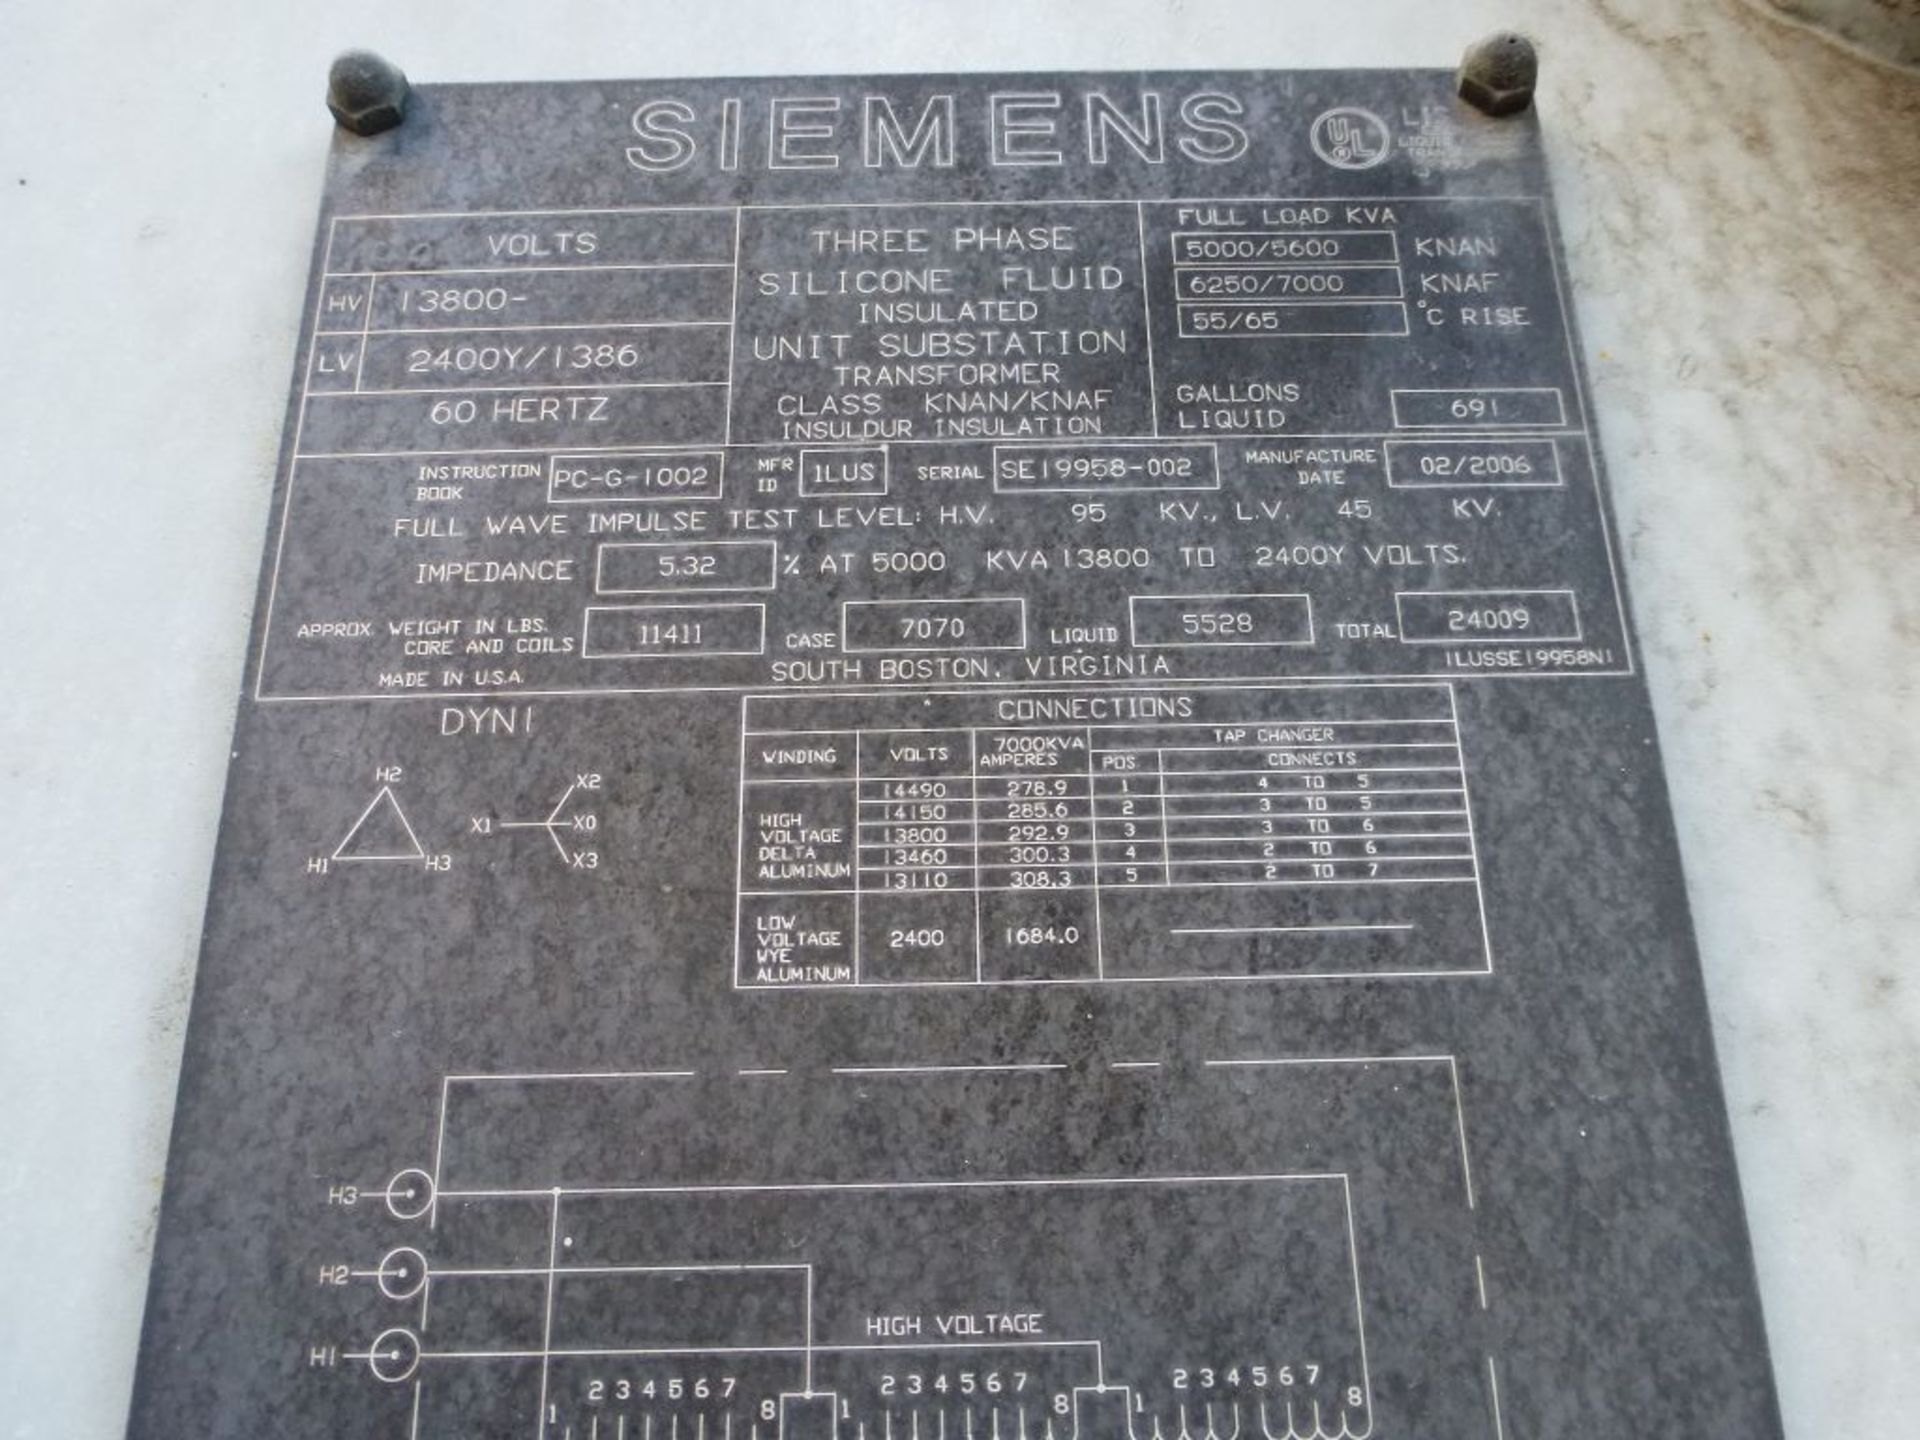 SIEMENS
UL
VOLTS
HV 13800-
LV 2400Y/1386
60 HERTZ
THREE PHASE
SILICONE FLUID
INSULATED
UNIT SUBSTATION
TRANSFORMER
CLASS KNAN/KNAF
INSULDUR INSULATION
FULL LOAD KVA
5000/5600 KNAN
6250/7000 KNAF
55/65 °C RISE
GALLONS
LIQUID 691
INSTRUCTION
BOOK PC-G-1002 MFR
ID 1LUS SERIAL SE19958-002 MANUFACTURE
DATE 02/2006
FULL WAVE IMPULSE TEST LEVEL: H.V. 95 KV., L.V. 45 KV.
IMPEDANCE 5.32 % AT 5000 KVA 13800 TO 2400Y VOLTS.
APPROX. WEIGHT IN LBS.
CORE AND COILS 11411 CASE 7070 LIQUID 5528 TOTAL 24009
MADE IN U.S.A. SOUTH BOSTON, VIRGINIA 1LUSSE19958N1
DYN1
H2
H1 H3
X2
X1 X0
X3
CONNECTIONS
WINDING VOLTS 7000KVA
AMPERES TAP CHANGER
POS. CONNECTS
HIGH
VOLTAGE
DELTA
ALUMINUM
14490 278.9 1 4 TO 5
14150 285.6 2 3 TO 5
13800 292.9 3 3 TO 6
13460 300.3 4 2 TO 6
13110 308.3 5 2 TO 7
LOW
VOLTAGE
WYE
ALUMINUM
2400 1684.0
H3
H2
H1
HIGH VOLTAGE
1 2 3 4 5 6 7 8 1 2 3 4 5 6 7 8 1 2 3 4 5 6 7 8